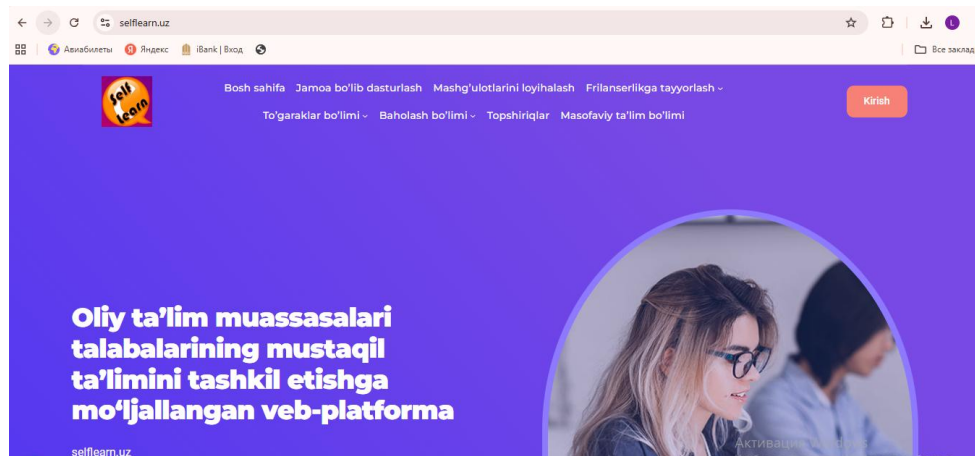 selflearn.uz
Авиабилеты Яндекс iBank | Вход Все заклад
Self Learn
Bosh sahifa Jamoa bo'lib dasturlash Mashg'ulotlarini loyihalash Frilanserlikga tayyorlash
Kirish
To'garaklar bo'limi Baholash bo'limi Topshiriqlar Masofaviy ta'lim bo'limi
Oliy ta’lim muassasalari
talabalarining mustaqil
ta’limini tashkil etishga
mo‘ljallangan veb-platforma
selflearn.uz
Активация Windows